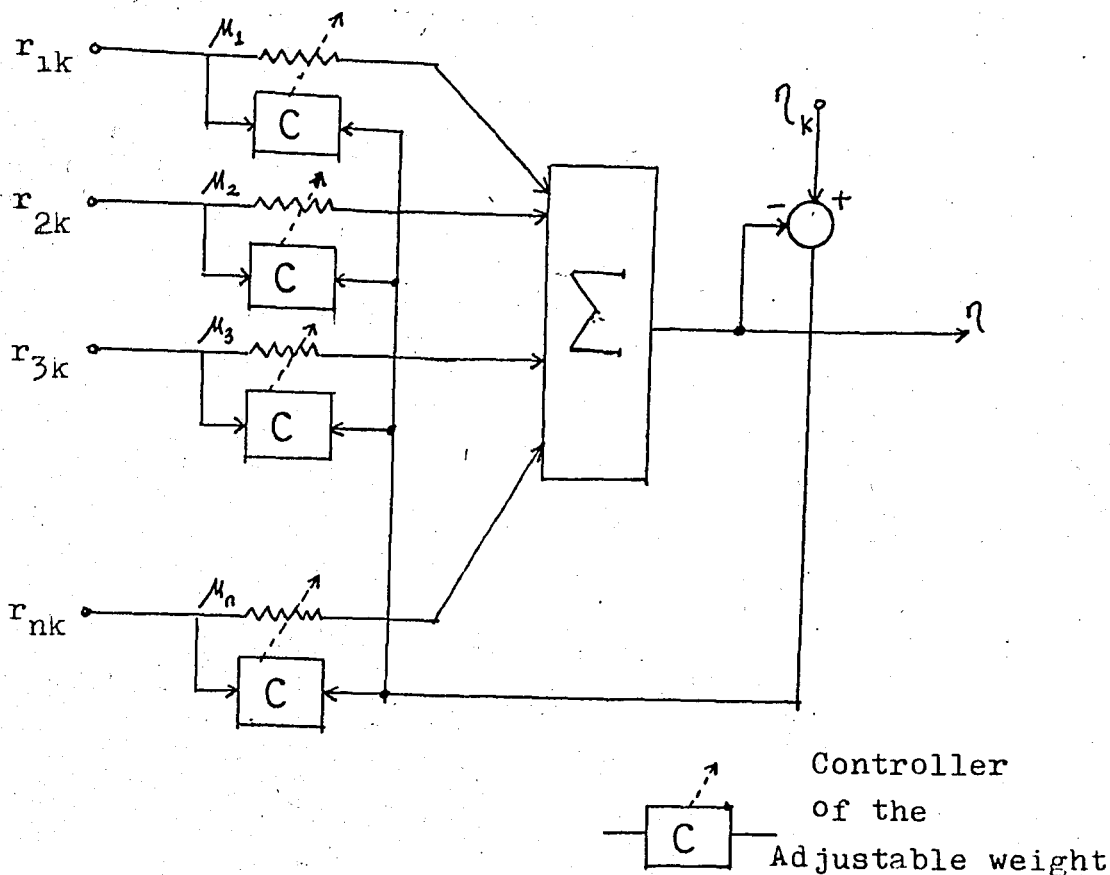 r1k
μ1
C
r2k
μ2
C
r3k
μ3
C
rnk
μn
C
Σ
ηk
- +
η
C
Controller
of the
Adjustable weight